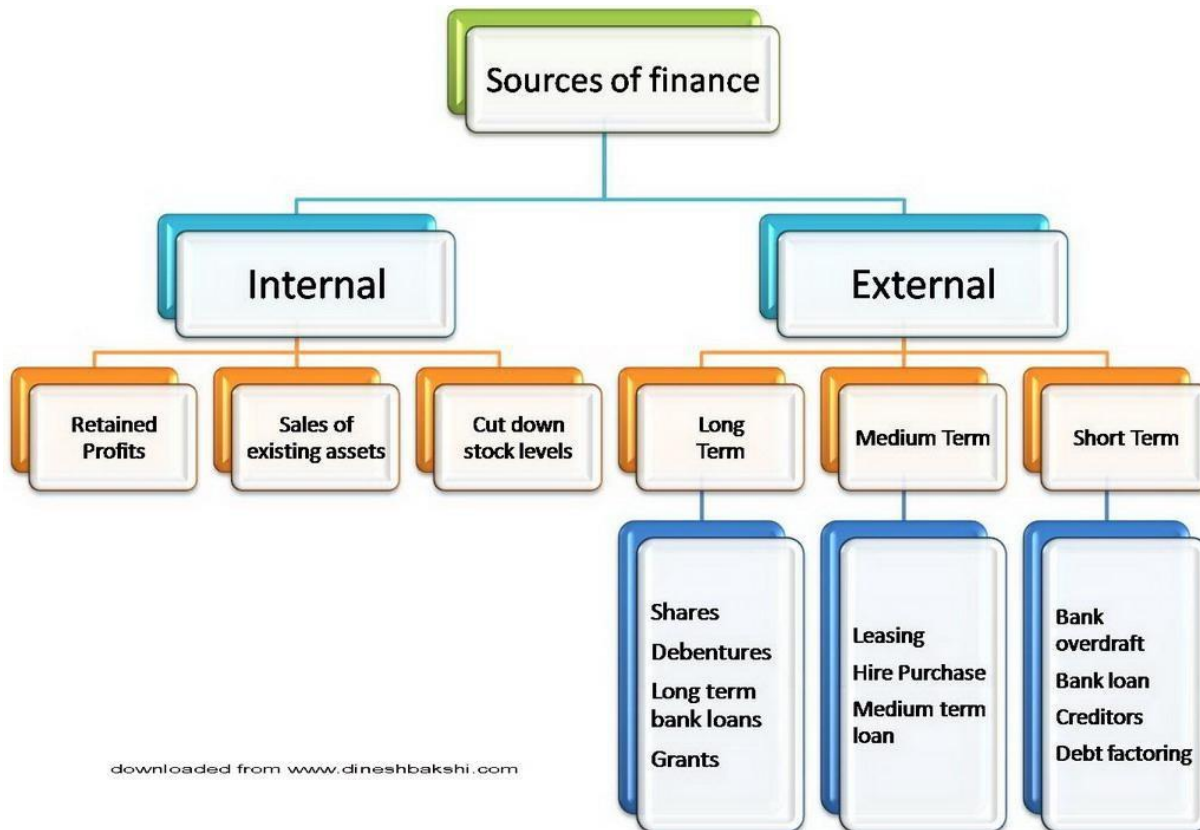 Sources of finance
Internal
External
Retained
Profits
Sales of
existing assets
Cut down
stock levels
Long
Term
Medium Term
Short Term
Shares
Debentures
Long term
bank loans
Grants
Leasing
Hire Purchase
Medium term
loan
Bank
overdraft
Bank loan
Creditors
Debt factoring
downloaded from www.dineshbakshi.com